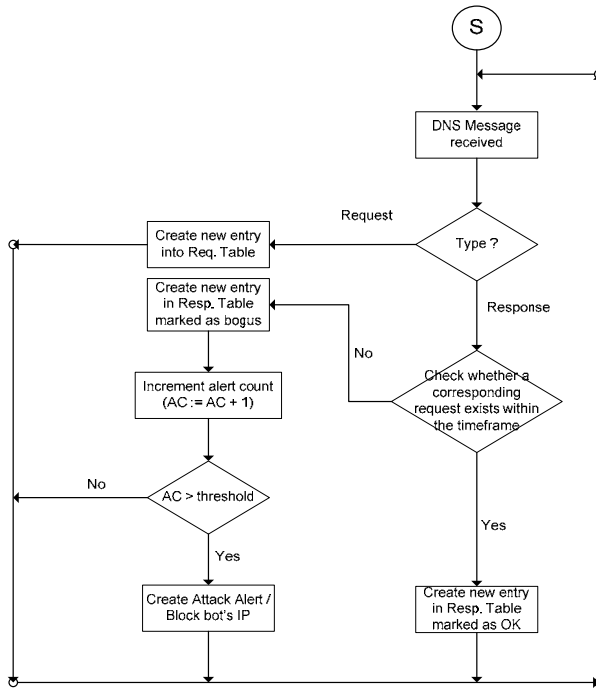 S
DNS Message
received
Request
Type ?
Create new entry
into Req. Table
Create new entry
in Resp. Table
marked as bogus
Response
No
Check whether a
corresponding
request exists within
the timeframe
Increment alert count
(AC := AC + 1)
No
AC > threshold
Yes
Yes
Create Attack Alert /
Block bot's IP
Create new entry
in Resp. Table
marked as OK